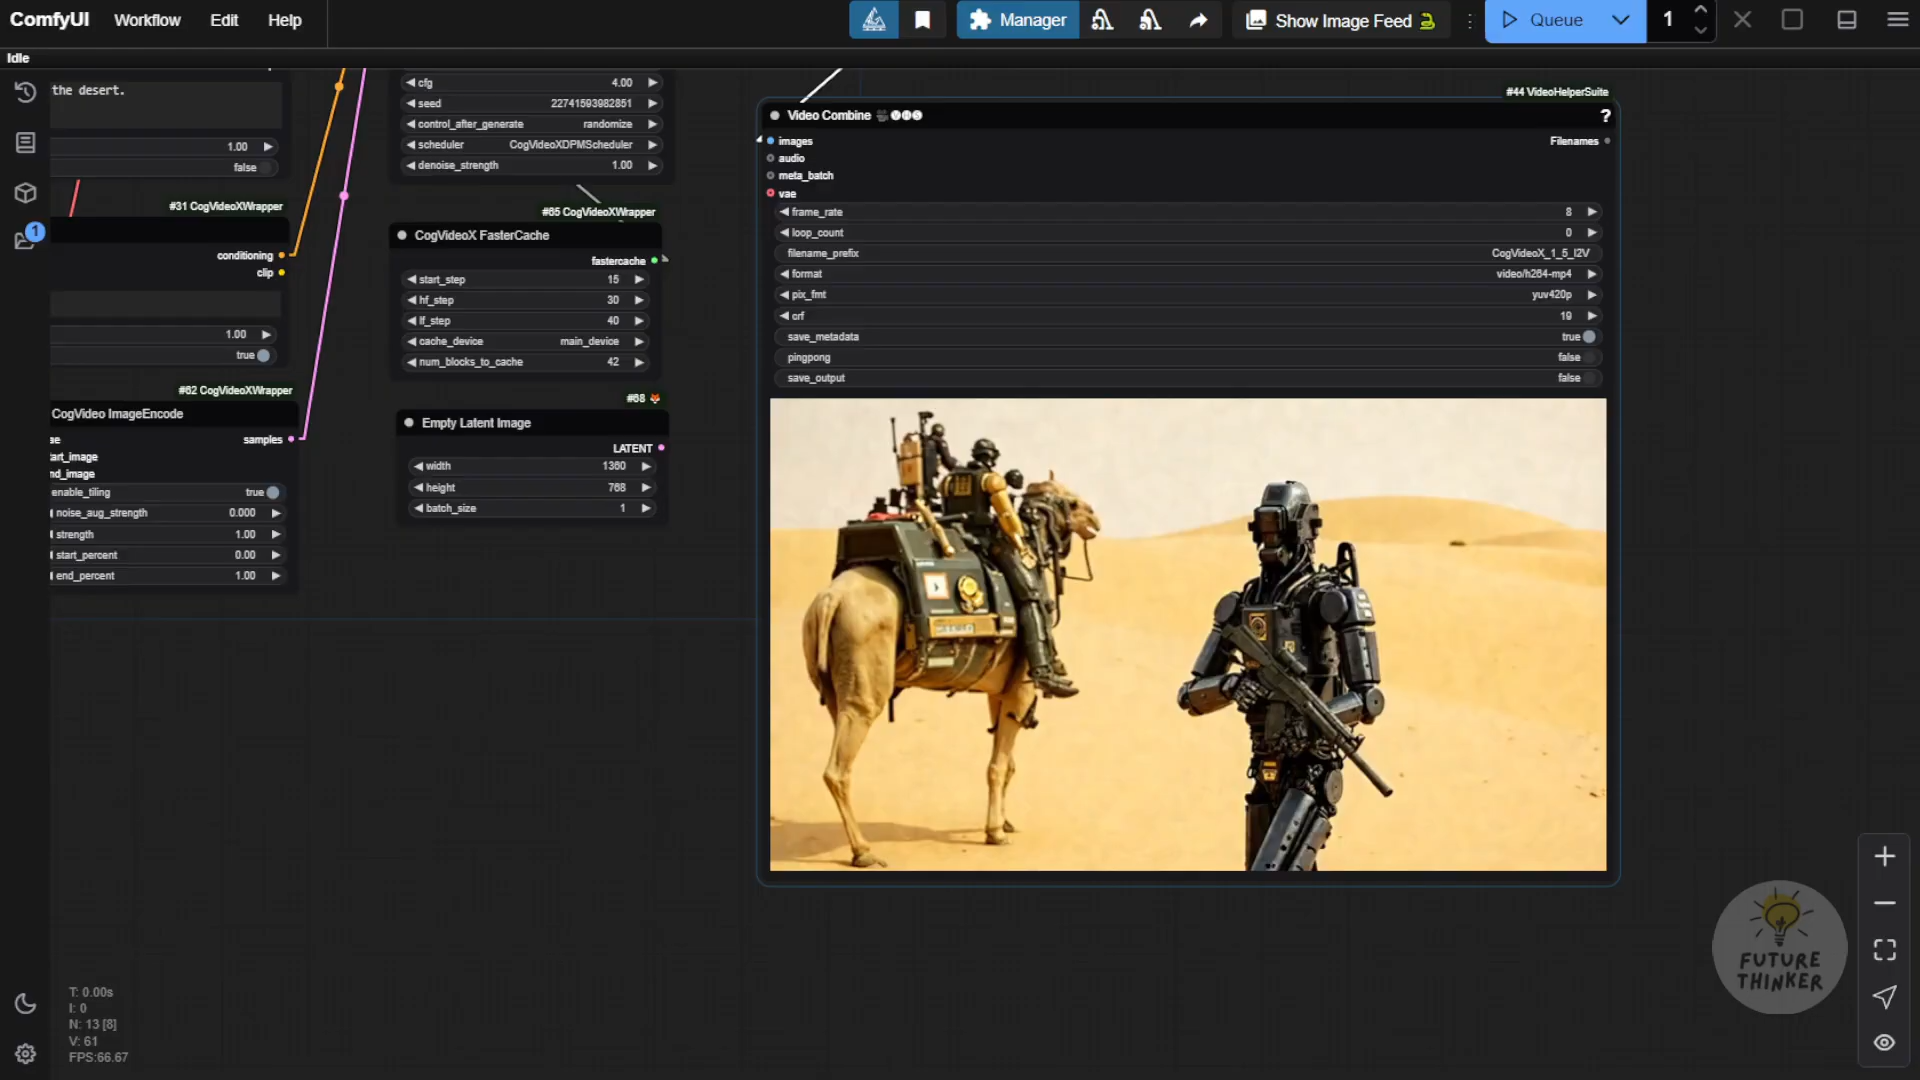 ComfyUI Workflow Edit Help
Manager
Show Image Feed
Queue
1
Idle
the desert.
1.00
false
#31 CogVideoXWrapper
conditioning
clip
1.00
true
1
#62 CogVideoXWrapper
CogVideo ImageEncode
samples
enable_tiling true
noise_aug_strength 0.000
strength 1.00
start_percent 0.00
end_percent 1.00
cfg 4.00
seed 22741593982851
control_after_generate randomize
scheduler CogVideoXDPMScheduler
denoise_strength 1.00
#65 CogVideoXWrapper
CogVideoX FasterCache
fastercache
start_step 15
hf_step 30
lf_step 40
cache_device main_device
num_blocks_to_cache 42
#68
Empty Latent Image
LATENT
width 1360
height 768
batch_size 1
#44 VideoHelperSuite
Video Combine VHS ?
images Filenames
audio
meta_batch
vae
frame_rate 8
loop_count 0
filename_prefix CogVideoX_1_5_I2V
format video/h264-mp4
pix_fmt yuv420p
crf 19
save_metadata true
pingpong false
save_output false
FUTURE
THINKER
T: 0.00s
I: 0
N: 13 [8]
V: 61
FPS:66.67